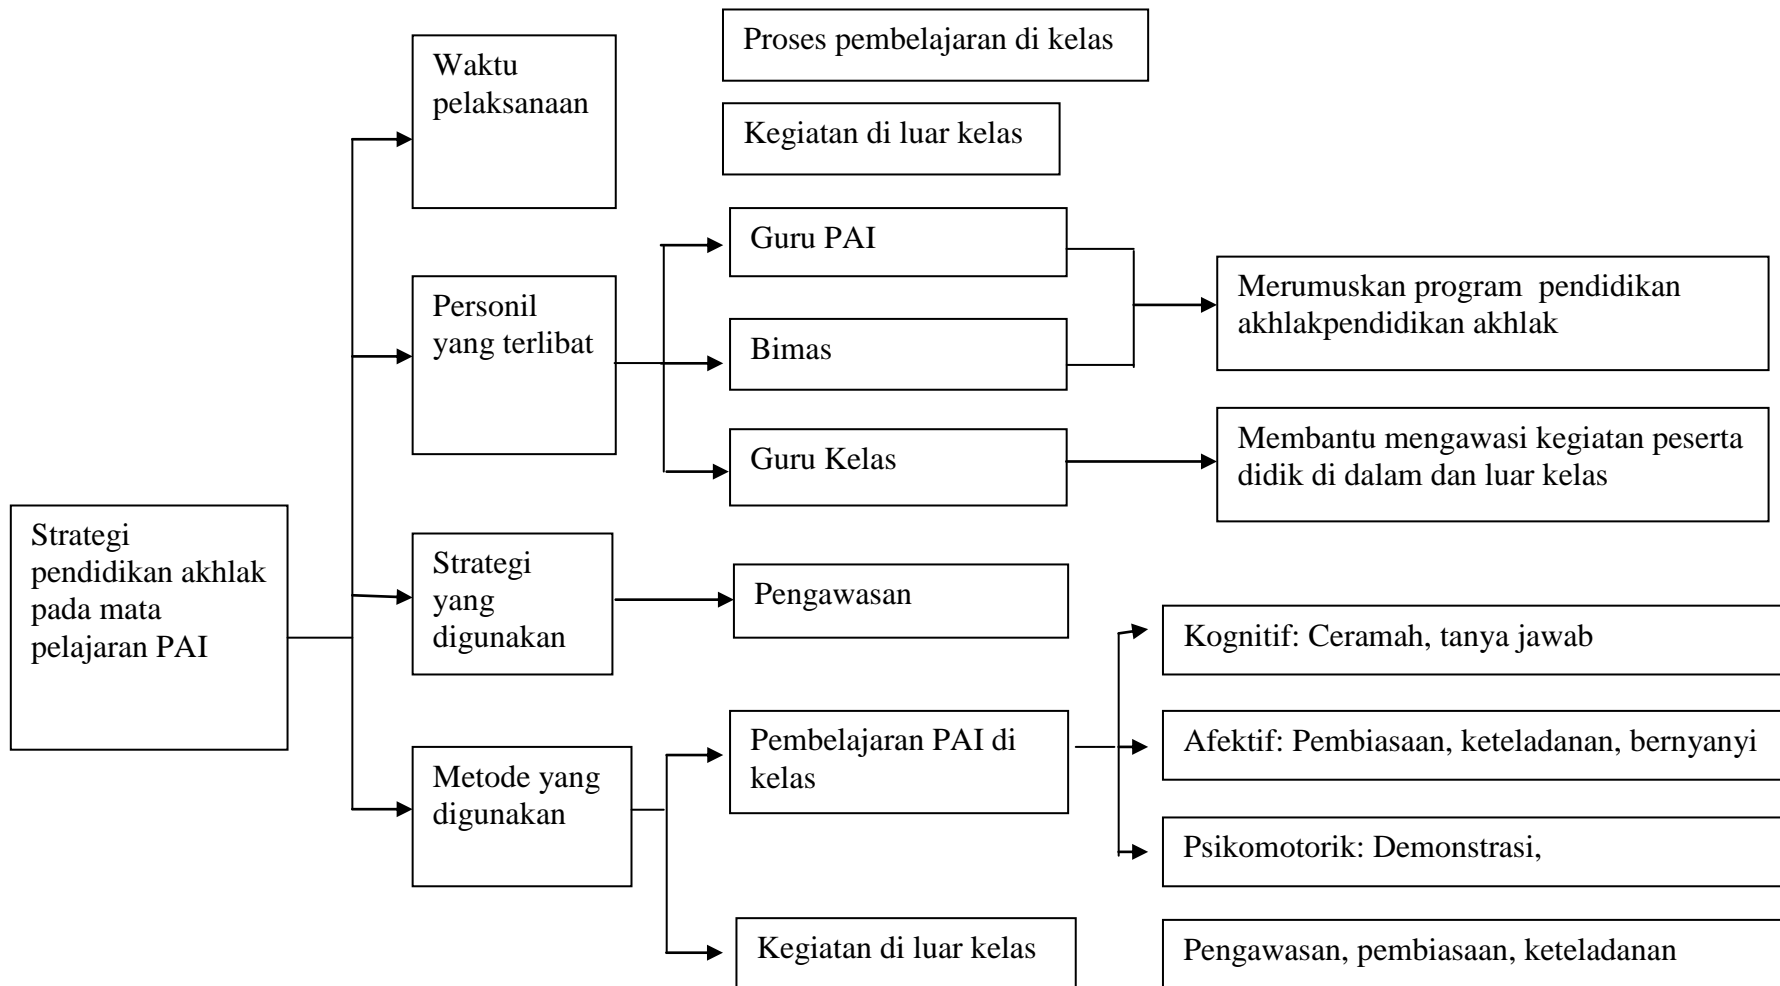 Waktu
pelaksanaan
Proses pembelajaran di kelas
Kegiatan di luar kelas
Personil
yang terlibat
Guru PAI
Bimas
Guru Kelas
Merumuskan program  pendidikan
akhlakpendidikan akhlak
Membantu mengawasi kegiatan peserta
didik di dalam dan luar kelas
Strategi
pendidikan akhlak
pada mata
pelajaran PAI
Strategi
yang
digunakan
Pengawasan
Metode yang
digunakan
Pembelajaran PAI di
kelas
Kognitif: Ceramah, tanya jawab
Afektif: Pembiasaan, keteladanan, bernyanyi
Psikomotorik: Demonstrasi,
Kegiatan di luar kelas
Pengawasan, pembiasaan, keteladanan